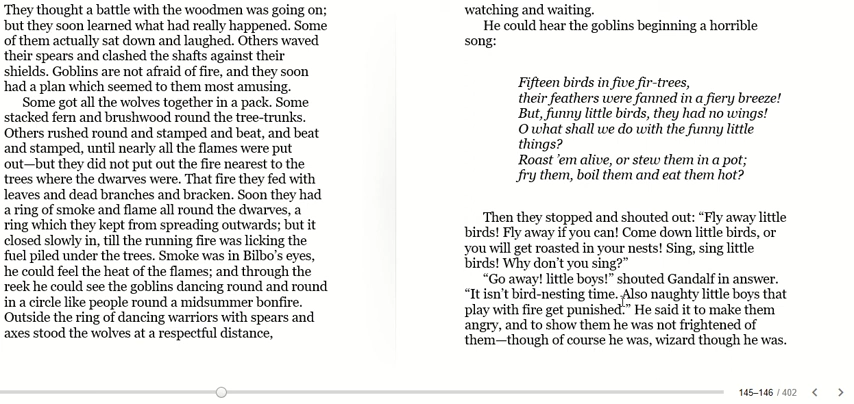 They thought a battle with the woodmen was going on;
but they soon learned what had really happened. Some
of them actually sat down and laughed. Others waved
their spears and clashed the shafts against their
shields. Goblins are not afraid of fire, and they soon
had a plan which seemed to them most amusing.
Some got all the wolves together in a pack. Some
stacked fern and brushwood round the tree-trunks.
Others rushed round and stamped and beat, and beat
and stamped, until nearly all the flames were put
out—but they did not put out the fire nearest to the
trees where the dwarves were. That fire they fed with
leaves and dead branches and bracken. Soon they had
a ring of smoke and flame all round the dwarves, a
ring which they kept from spreading outwards; but it
closed slowly in, till the running fire was licking the
fuel piled under the trees. Smoke was in Bilbo's eyes,
he could feel the heat of the flames; and through the
reek he could see the goblins dancing round and round
in a circle like people round a midsummer bonfire.
Outside the ring of dancing warriors with spears and
axes stood the wolves at a respectful distance,
watching and waiting.
He could hear the goblins beginning a horrible
song:
Fifteen birds in five fir-trees,
their feathers were fanned in a fiery breeze!
But, funny little birds, they had no wings!
O what shall we do with the funny little
things?
Roast 'em alive, or stew them in a pot;
fry them, boil them and eat them hot?
Then they stopped and shouted out: “Fly away little
birds! Fly away if you can! Come down little birds, or
you will get roasted in your nests! Sing, sing little
birds! Why don't you sing?”
“Go away! little boys!” shouted Gandalf in answer.
“It isn't bird-nesting time. Also naughty little boys that
play with fire get punished.” He said it to make them
angry, and to show them he was not frightened of
them—though of course he was, wizard though he was.
145–146 / 402